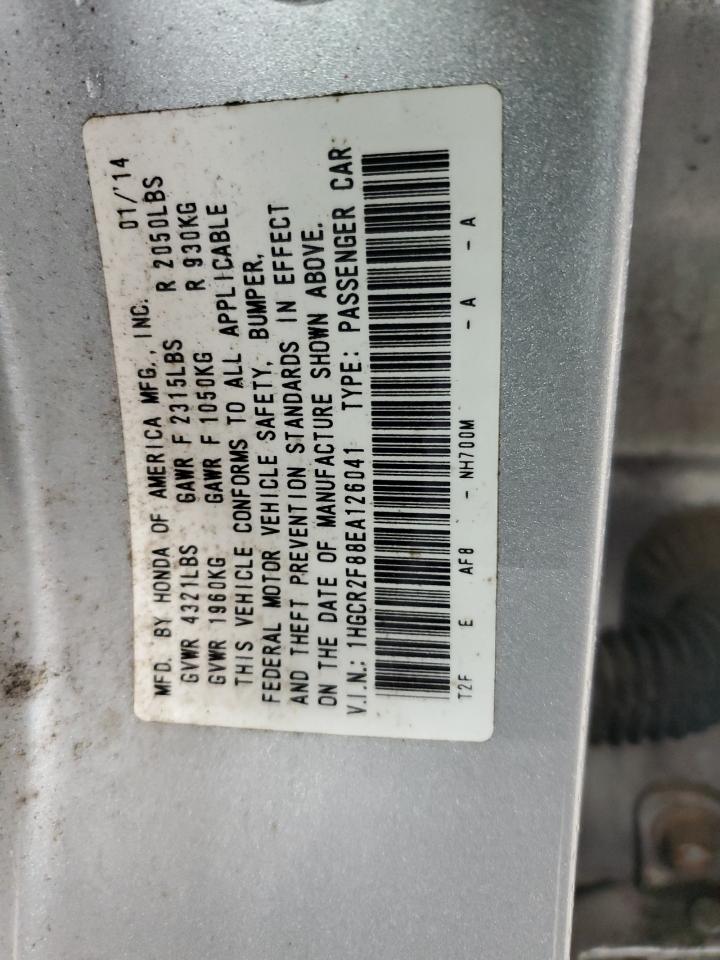 MFD. BY HONDA OF AMERICA MFG., INC. 01/'14
GVWR 4321LBS GAWR F 2315LBS R 2050LBS
GVWR 1960KG GAWR F 1050KG R 930KG
THIS VEHICLE CONFORMS TO ALL APPLICABLE
FEDERAL MOTOR VEHICLE SAFETY, BUMPER,
AND THEFT PREVENTION STANDARDS IN EFFECT
ON THE DATE OF MANUFACTURE SHOWN ABOVE.
V.I.N.: 1HGCR2F88EA126041 TYPE: PASSENGER CAR
T2F E AF8 - NH700M - A - A